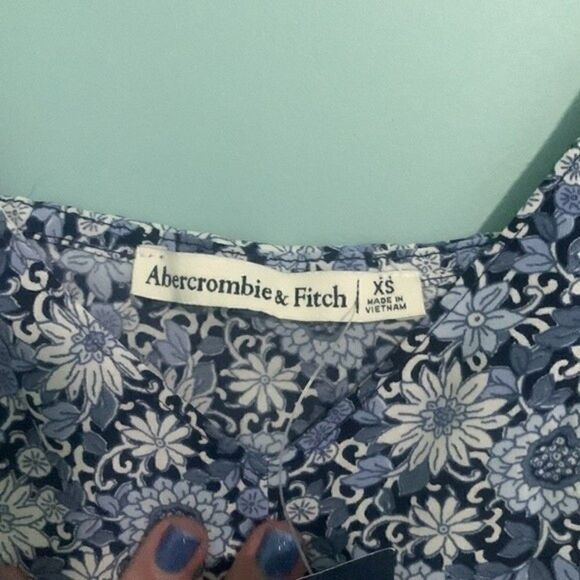 Abercrombie & Fitch
XS
MADE IN
VIETNAM